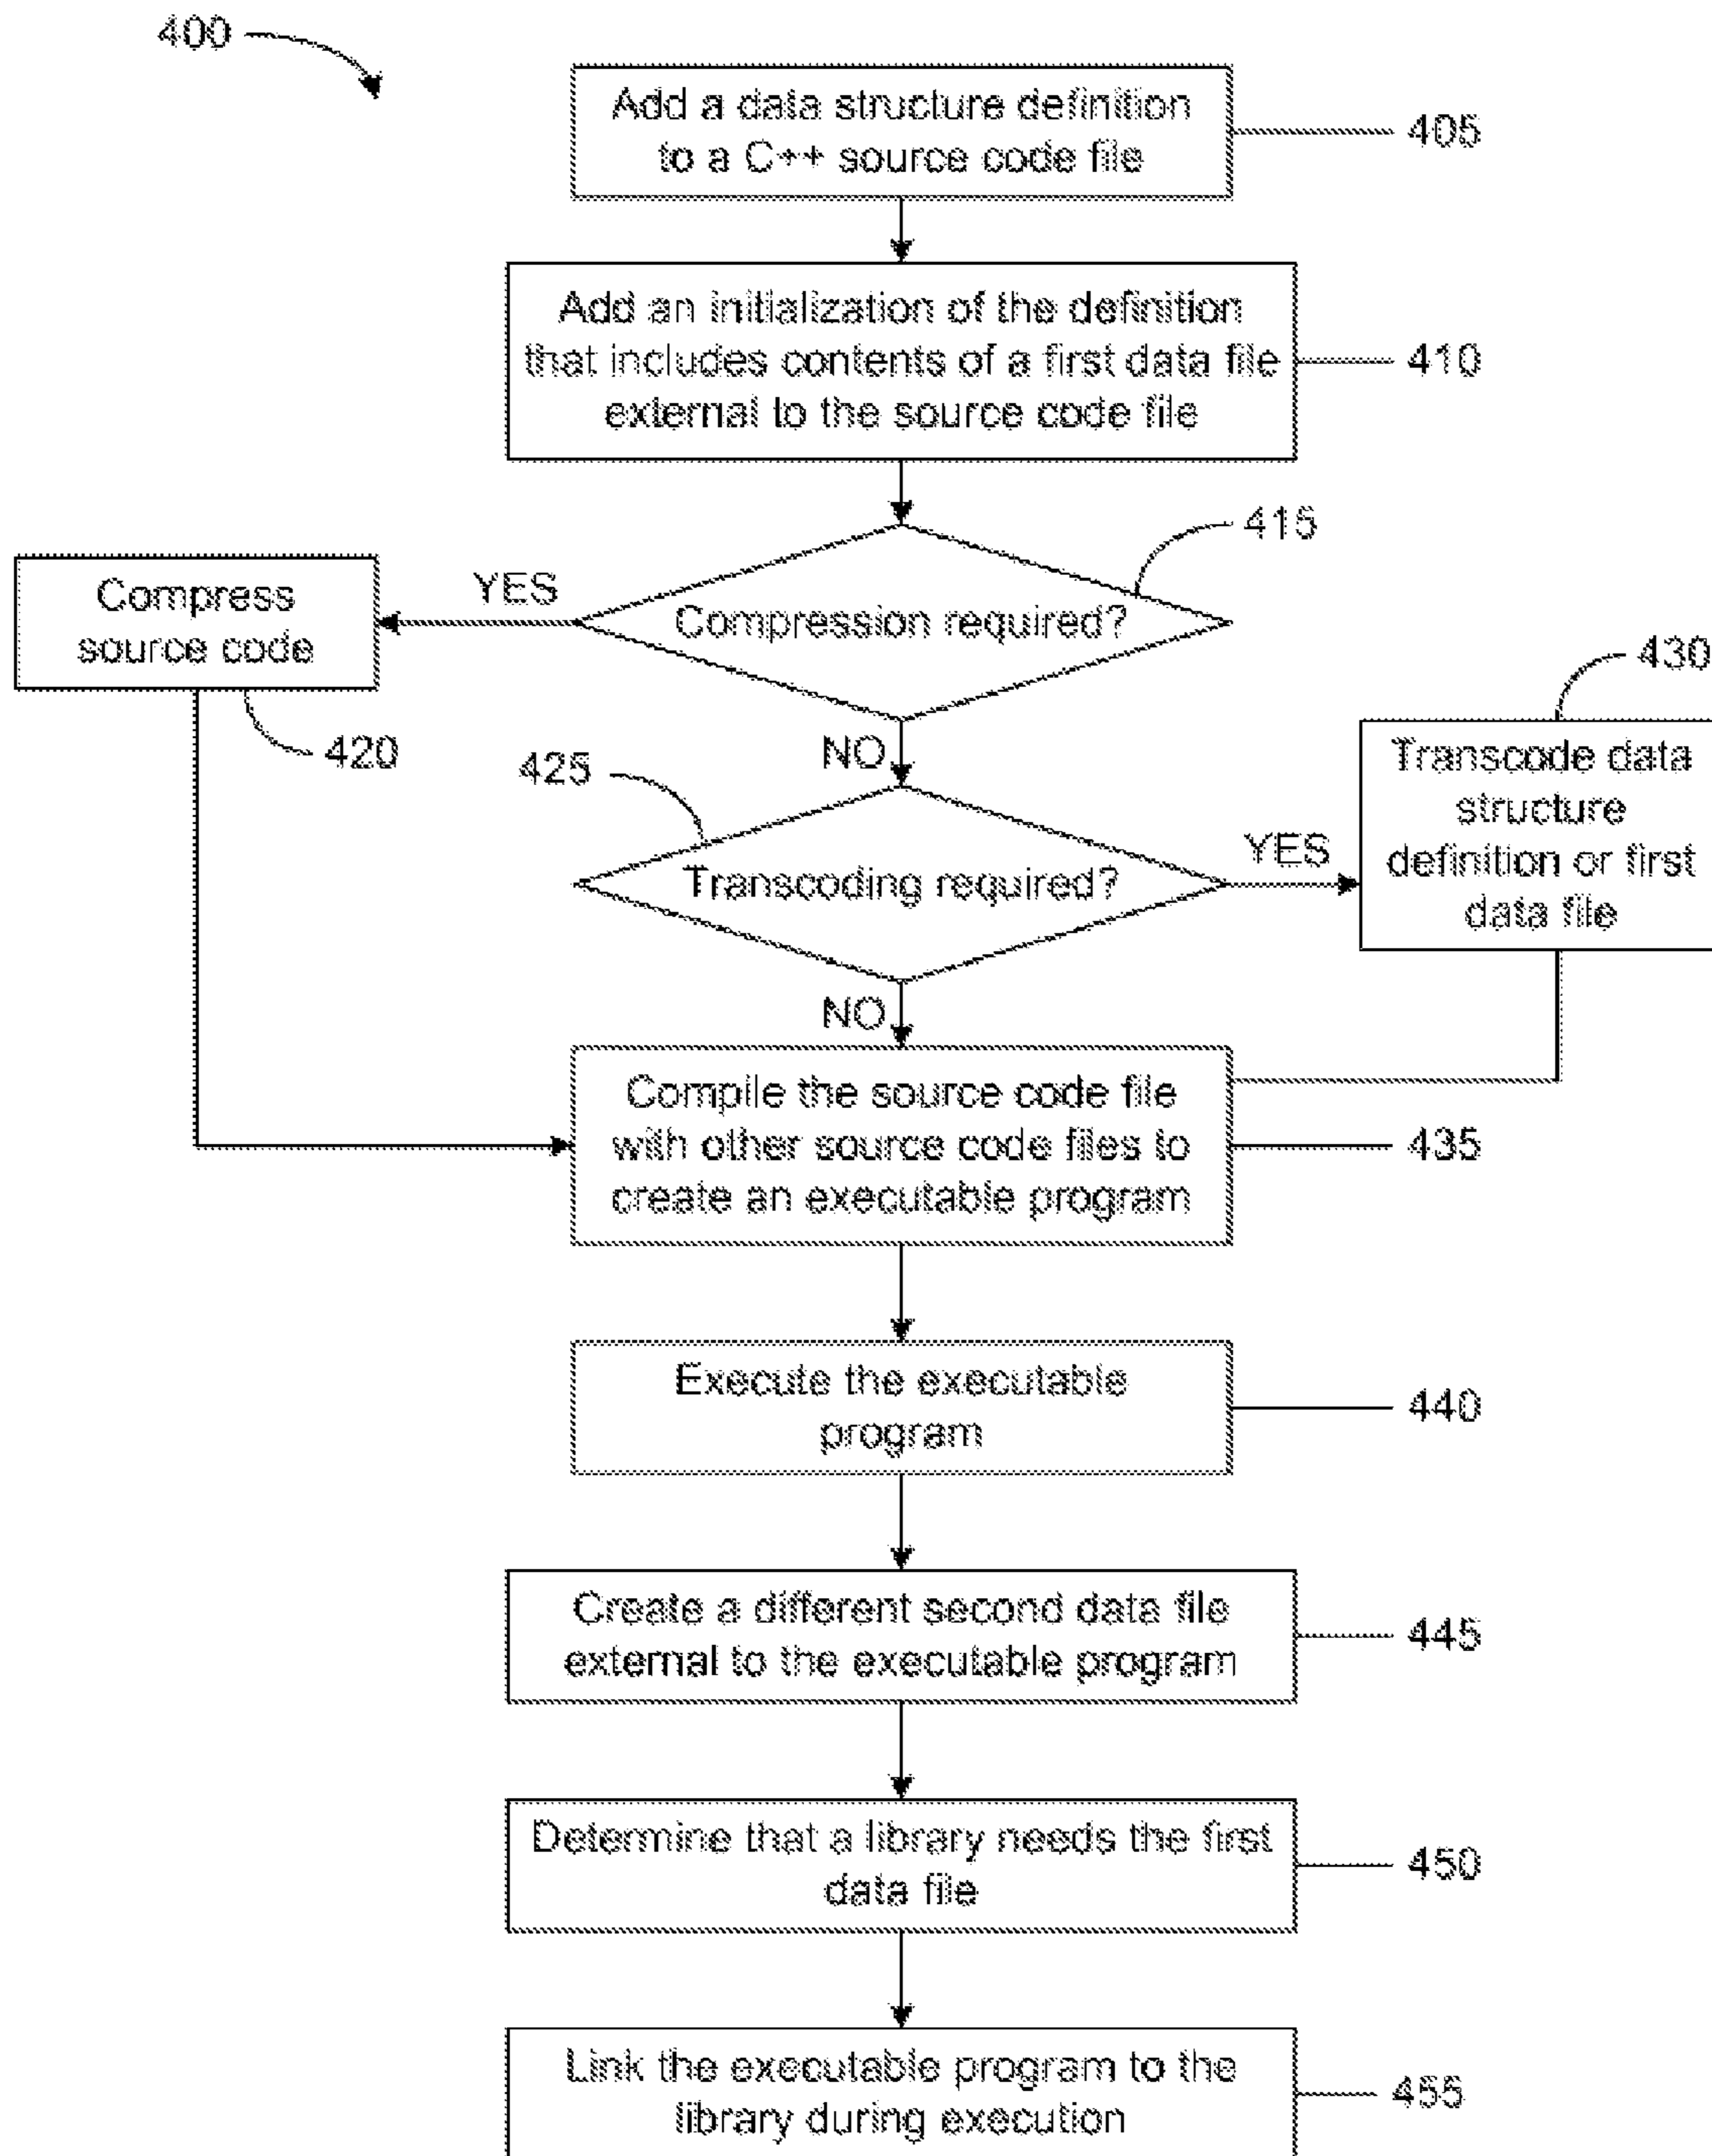 400
Add a data structure definition
to a C++ source code file
405
Add an initialization of the definition
that includes contents of a first data file
external to the source code file
410
415
Compression required?
YES
Compress
source code
420
NO
425
Transcoding required?
YES
430
Transcode data
structure
definition or first
data file
NO
Compile the source code file
with other source code files to
create an executable program
435
Execute the executable
program
440
Create a different second data file
external to the executable program
445
Determine that a library needs the first
data file
450
Link the executable program to the
library during execution
455